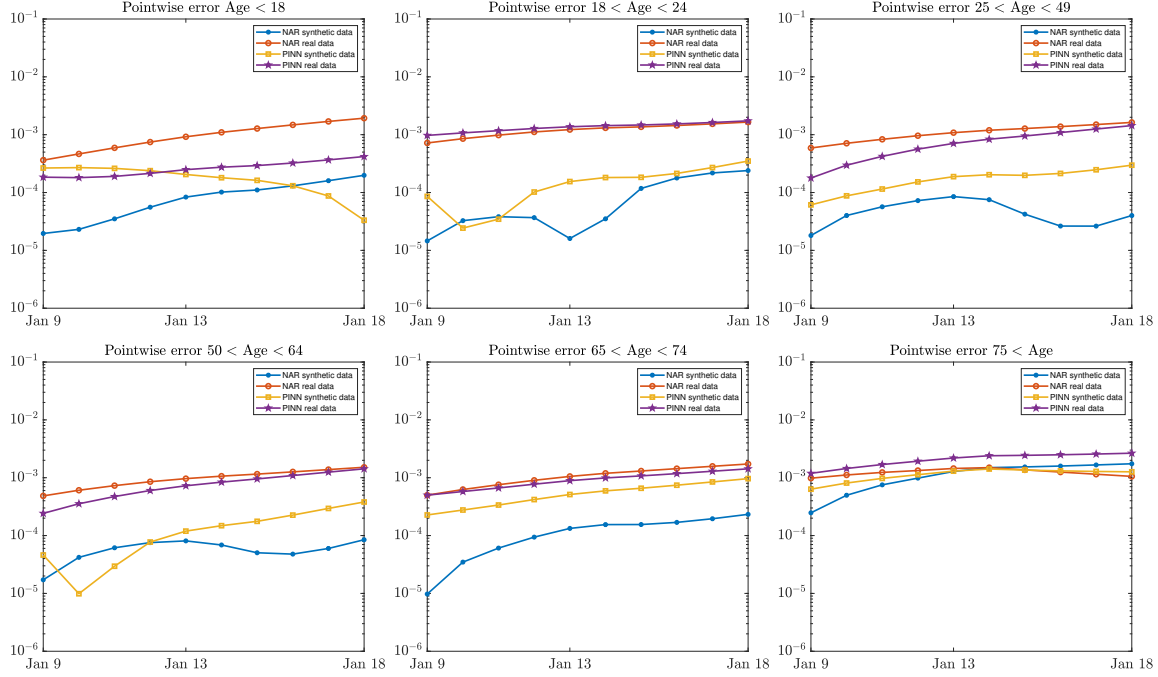 Pointwise error Age < 18
10^-1
10^-2
10^-3
10^-4
10^-5
10^-6
NAR synthetic data
NAR real data
PINN synthetic data
PINN real data
Jan 9
Jan 13
Jan 18
Pointwise error 18 < Age < 24
10^-1
10^-2
10^-3
10^-4
10^-5
10^-6
NAR synthetic data
NAR real data
PINN synthetic data
PINN real data
Jan 9
Jan 13
Jan 18
Pointwise error 25 < Age < 49
10^-1
10^-2
10^-3
10^-4
10^-5
10^-6
NAR synthetic data
NAR real data
PINN synthetic data
PINN real data
Jan 9
Jan 13
Jan 18
Pointwise error 50 < Age < 64
10^-1
10^-2
10^-3
10^-4
10^-5
10^-6
NAR synthetic data
NAR real data
PINN synthetic data
PINN real data
Jan 9
Jan 13
Jan 18
Pointwise error 65 < Age < 74
10^-1
10^-2
10^-3
10^-4
10^-5
10^-6
NAR synthetic data
NAR real data
PINN synthetic data
PINN real data
Jan 9
Jan 13
Jan 18
Pointwise error 75 < Age
10^-1
10^-2
10^-3
10^-4
10^-5
10^-6
NAR synthetic data
NAR real data
PINN synthetic data
PINN real data
Jan 9
Jan 13
Jan 18